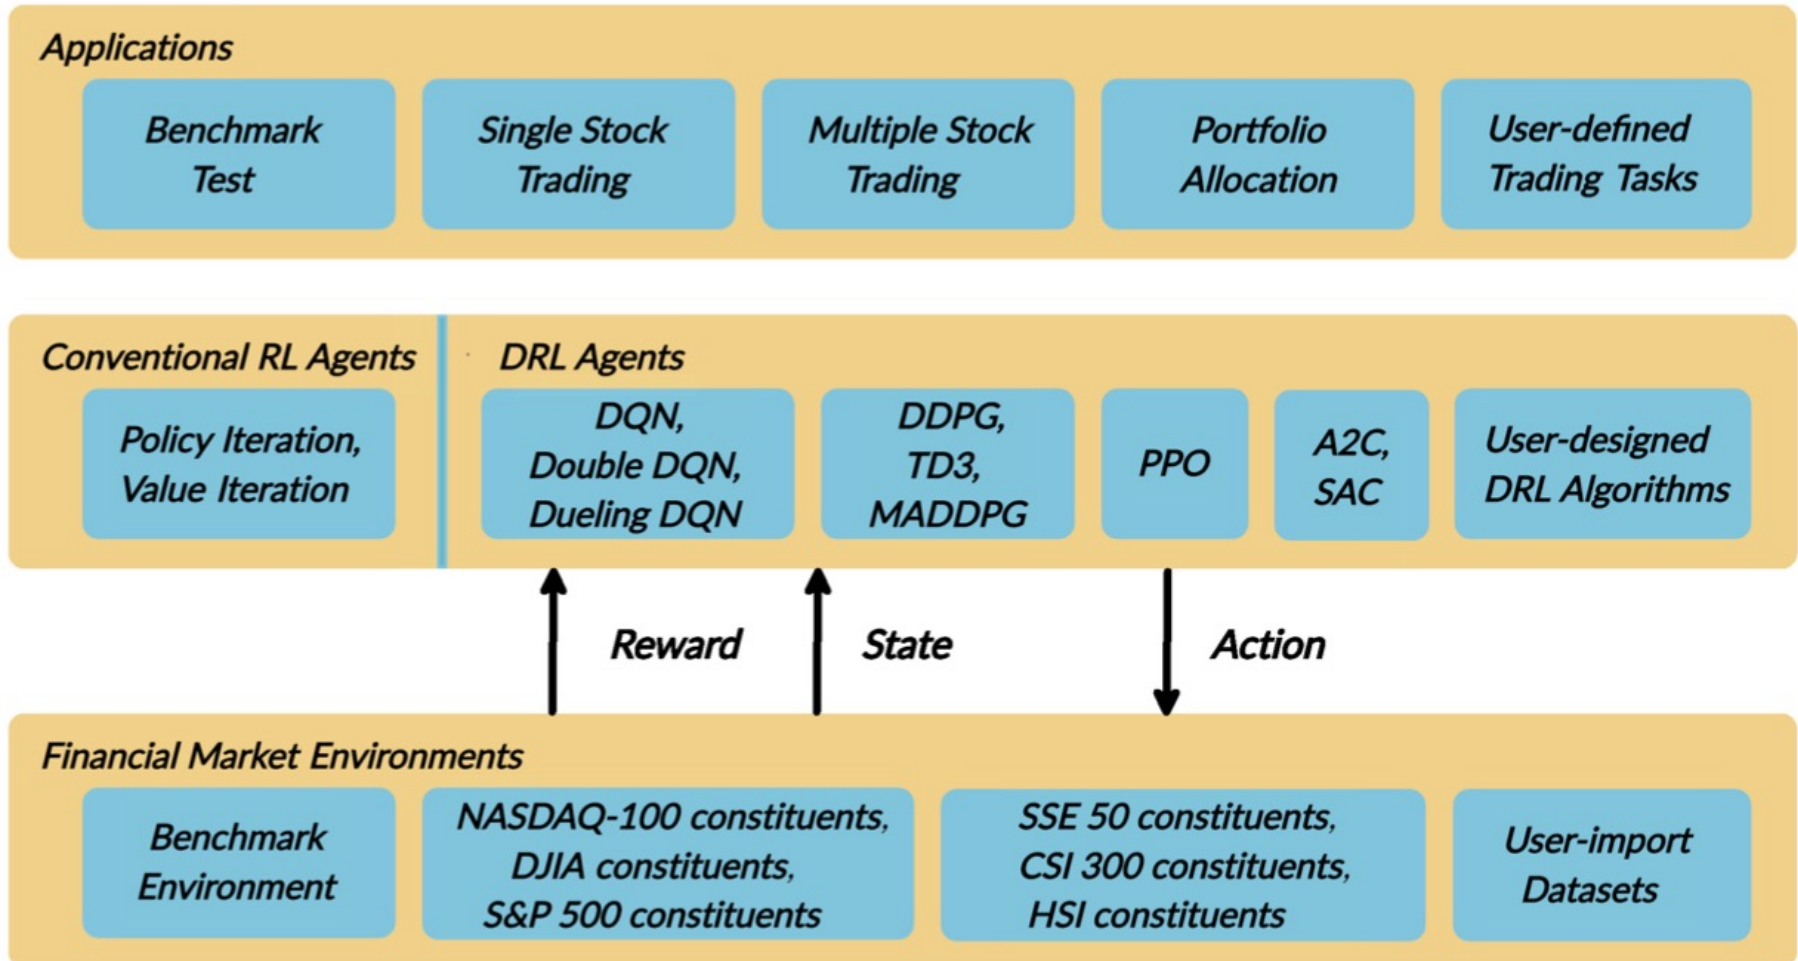 Applications
Benchmark
Test
Single Stock
Trading
Multiple Stock
Trading
Portfolio
Allocation
User-defined
Trading Tasks
Conventional RL Agents
Policy Iteration,
Value Iteration
DRL Agents
DQN,
Double DQN,
Dueling DQN
DDPG,
TD3,
MADDPG
PPO
A2C,
SAC
User-designed
DRL Algorithms
Reward
State
Action
Financial Market Environments
Benchmark
Environment
NASDAQ-100 constituents,
DJIA constituents,
S&P 500 constituents
SSE 50 constituents,
CSI 300 constituents,
HSI constituents
User-import
Datasets